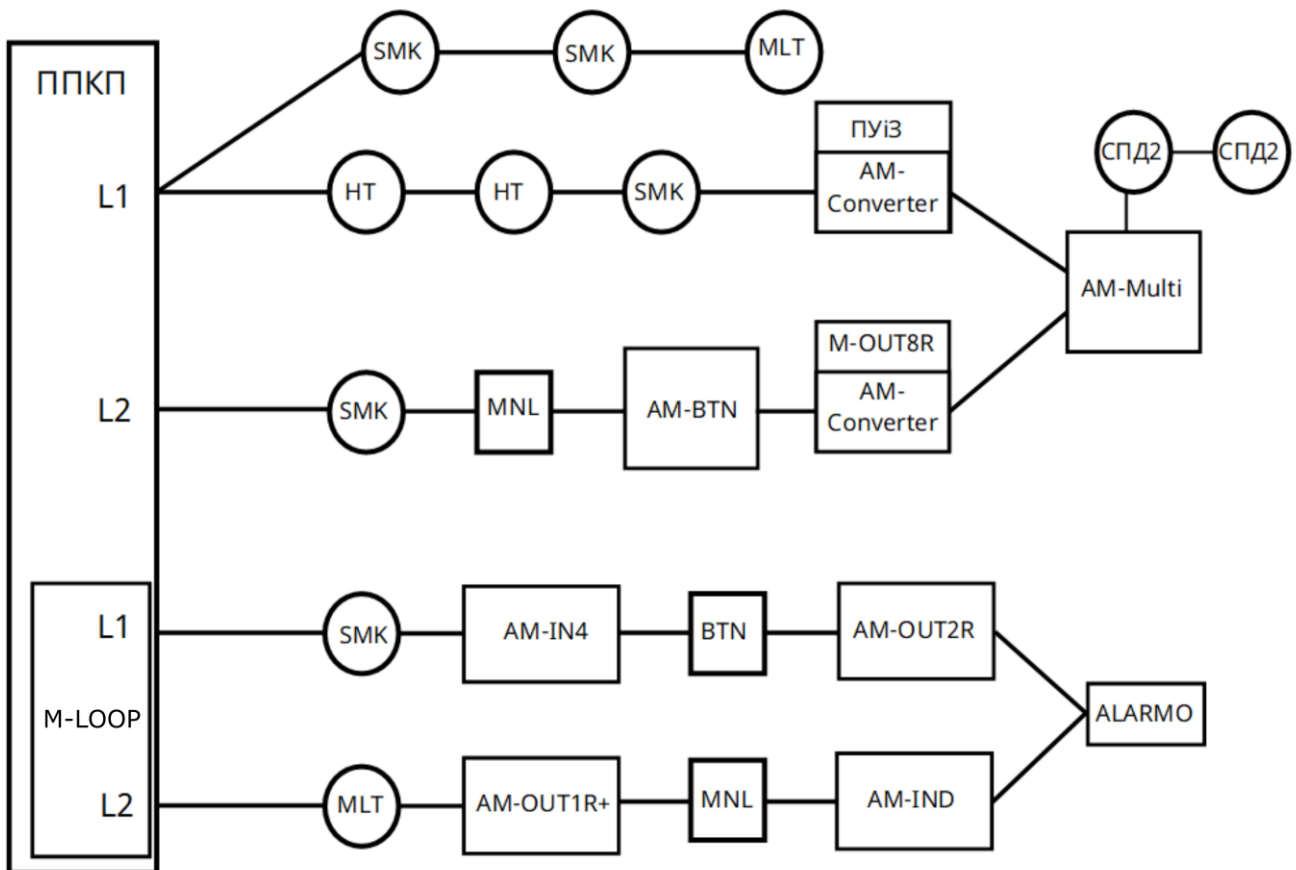 ППКП
SMK
SMK
MLT
L1
HT
HT
SMK
ПУіЗ
AM-
Converter
СПД2
СПД2
AM-Multi
L2
SMK
MNL
AM-BTN
M-OUT8R
AM-
Converter
L1
SMK
AM-IN4
BTN
AM-OUT2R
M-LOOP
ALARMO
L2
MLT
AM-OUT1R+
MNL
AM-IND